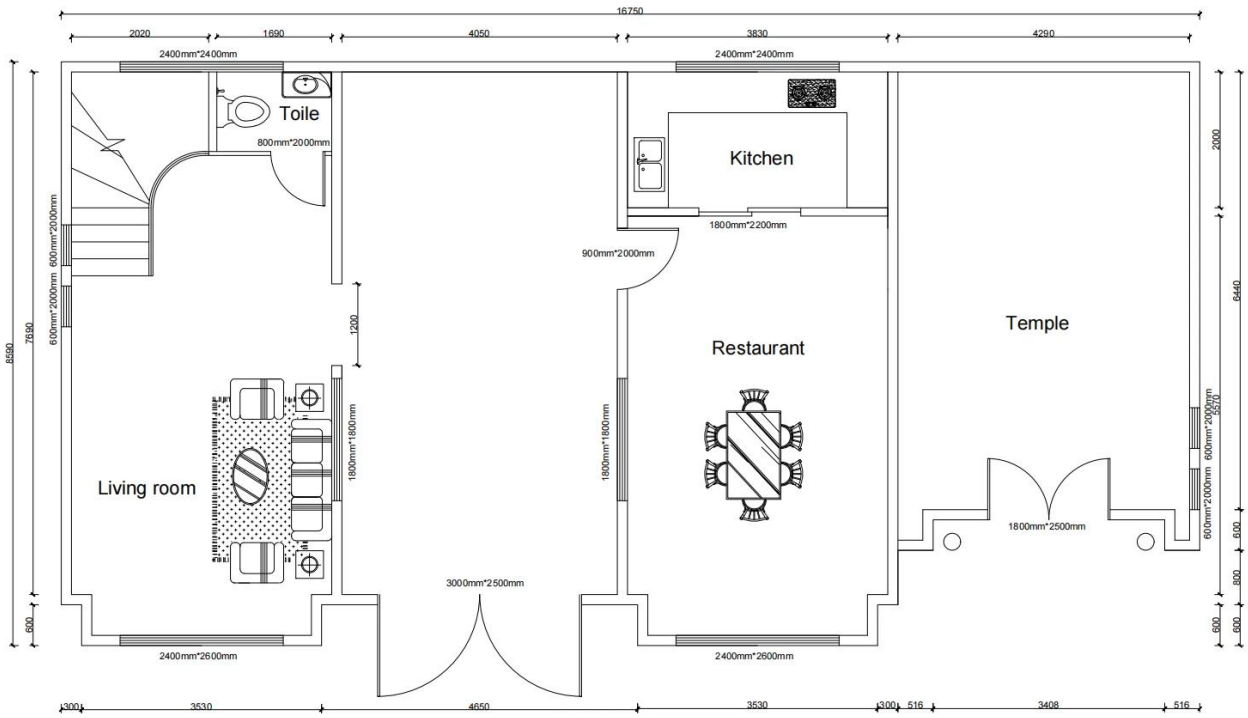 16750
2020
1690
4050
3830
4290
2400mm*2400mm
2400mm*2400mm
Toile
800mm*2000mm
Kitchen
2000
1800mm*2200mm
600mm*2000mm
900mm*2000mm
600mm*2000mm
6440
1200
Temple
Restaurant
7690
8590
5570
600mm*2000mm
1800mm*1800mm
1800mm*1800mm
Living room
600mm*2000mm
1800mm*2500mm
600
3000mm*2500mm
800
600
600
600
2400mm*2600mm
2400mm*2600mm
300
3530
4650
3530
300
516
3408
516